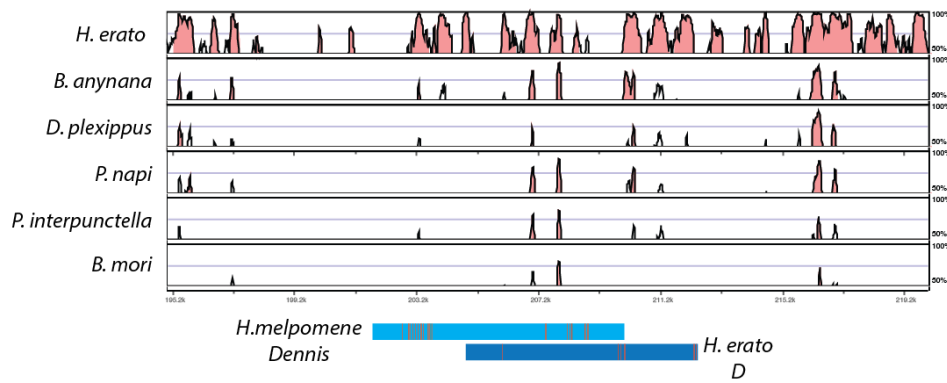 H. erato
100%
50%
B. anynana
100%
50%
D. plexippus
100%
50%
P. napi
100%
50%
P. interpunctella
100%
50%
B. mori
100%
50%
195.2k 199.2k 203.2k 207.2k 211.2k 215.2k 219.2k
H.melpomene
Dennis
H. erato
D